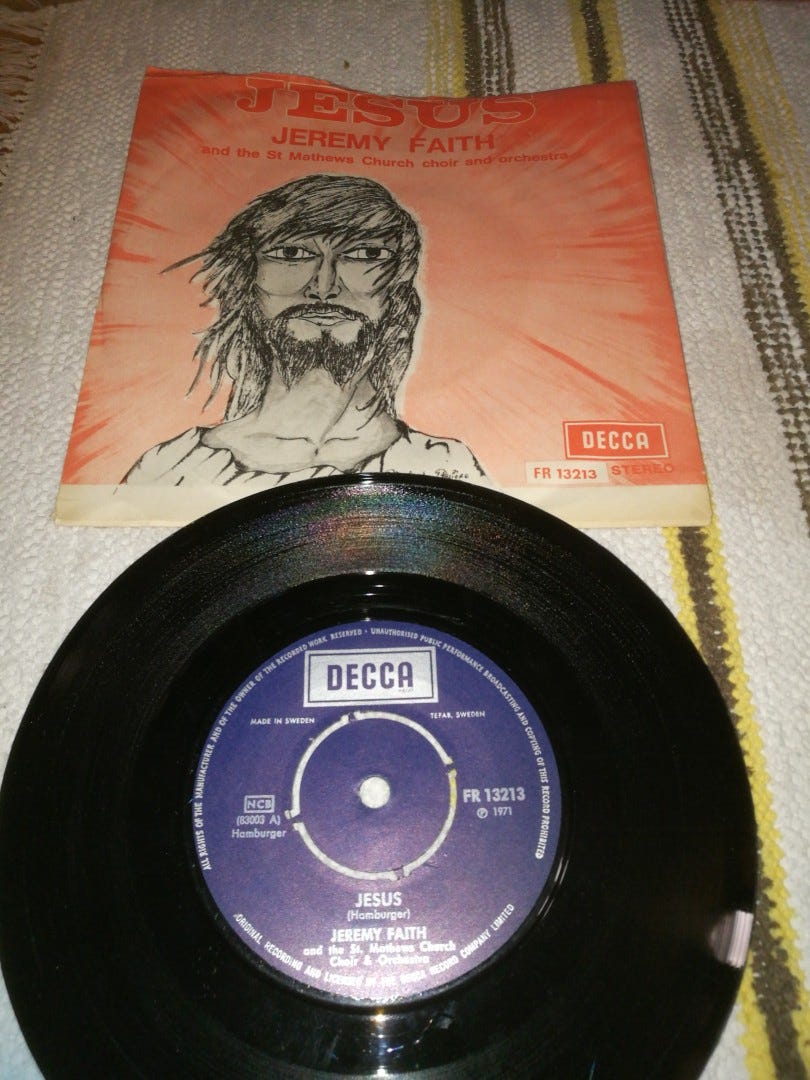 JESUS
JEREMY FAITH
and the St Mathews Church choir and orchestra
DECCA
FR 13213 STEREO
ALL RIGHTS OF THE MANUFACTURER AND OF THE OWNER OF THE RECORDED WORK RESERVED · UNAUTHORISED PUBLIC PERFORMANCE BROADCASTING AND COPYING OF THIS RECORD PROHIBITED
DECCA
MADE IN SWEDEN
TEFAB, SWEDEN
NCB
(83003 A)
Hamburger
FR 13213
℗ 1971
JESUS
(Hamburger)
JEREMY FAITH
and the St. Mathews Church
Choir & Orchestra
ORIGINAL RECORDING AND LICENSED BY THE DECCA RECORD COMPANY LIMITED